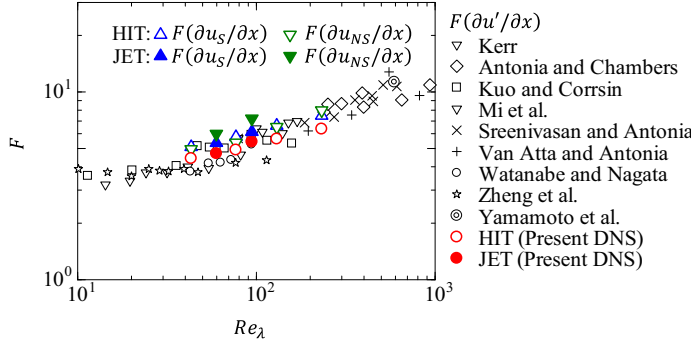 HIT: F(∂u_S/∂x) F(∂u_NS/∂x)
JET: F(∂u_S/∂x) F(∂u_NS/∂x)
F(∂u′/∂x)
Kerr
Antonia and Chambers
Kuo and Corrsin
Mi et al.
Sreenivasan and Antonia
Van Atta and Antonia
Watanabe and Nagata
Zheng et al.
Yamamoto et al.
HIT (Present DNS)
JET (Present DNS)
F
10^1
10^0
10^1 10^2 10^3
Re_λ